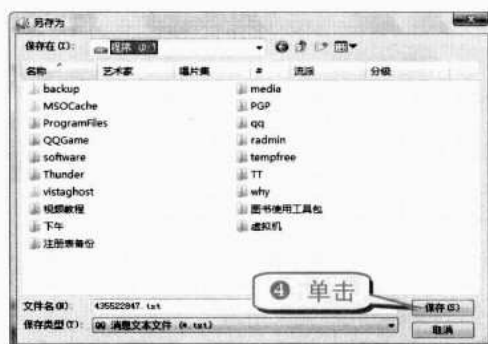 另存为
保存在(I): 程序 (D:)
名称 艺术家 唱片集 # 流派 分级
backup media
MSOCache PGP
ProgramFiles qq
QQGame radmin
software tempfree
Thunder TT
vistaghost why
视频教程 图书使用工具包
下午 虚拟机
注册表备份
④ 单击
文件名(N): 435522847.txt 保存(S)
保存类型(T): QQ 消息文本文件 (*.txt) 取消